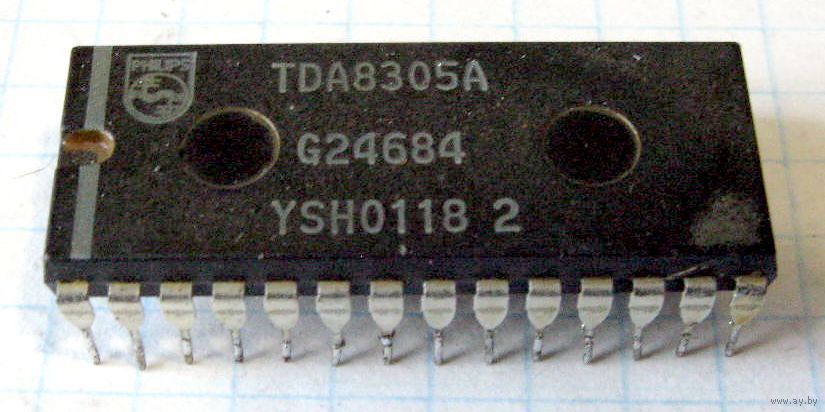 PHILIPS
TDA8305A
G24684
YSH0118 2
www.ay.by